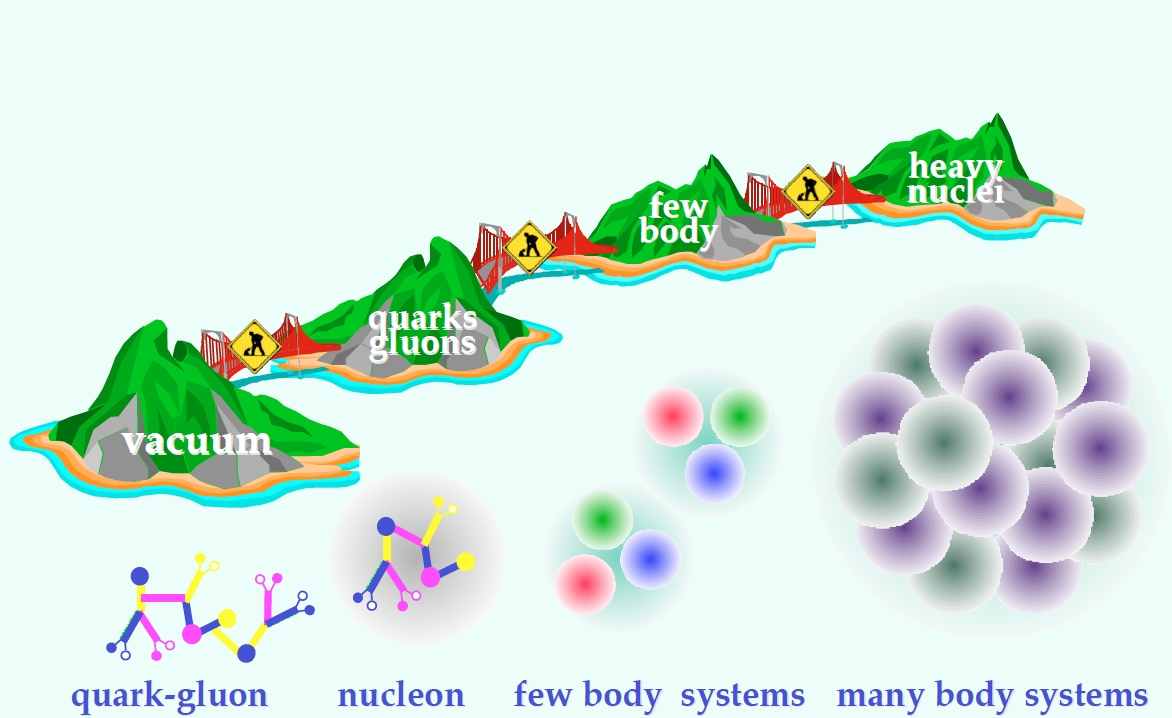 heavy
nuclei
few
body
quarks
gluons
vacuum
quark-gluon nucleon few body systems many body systems